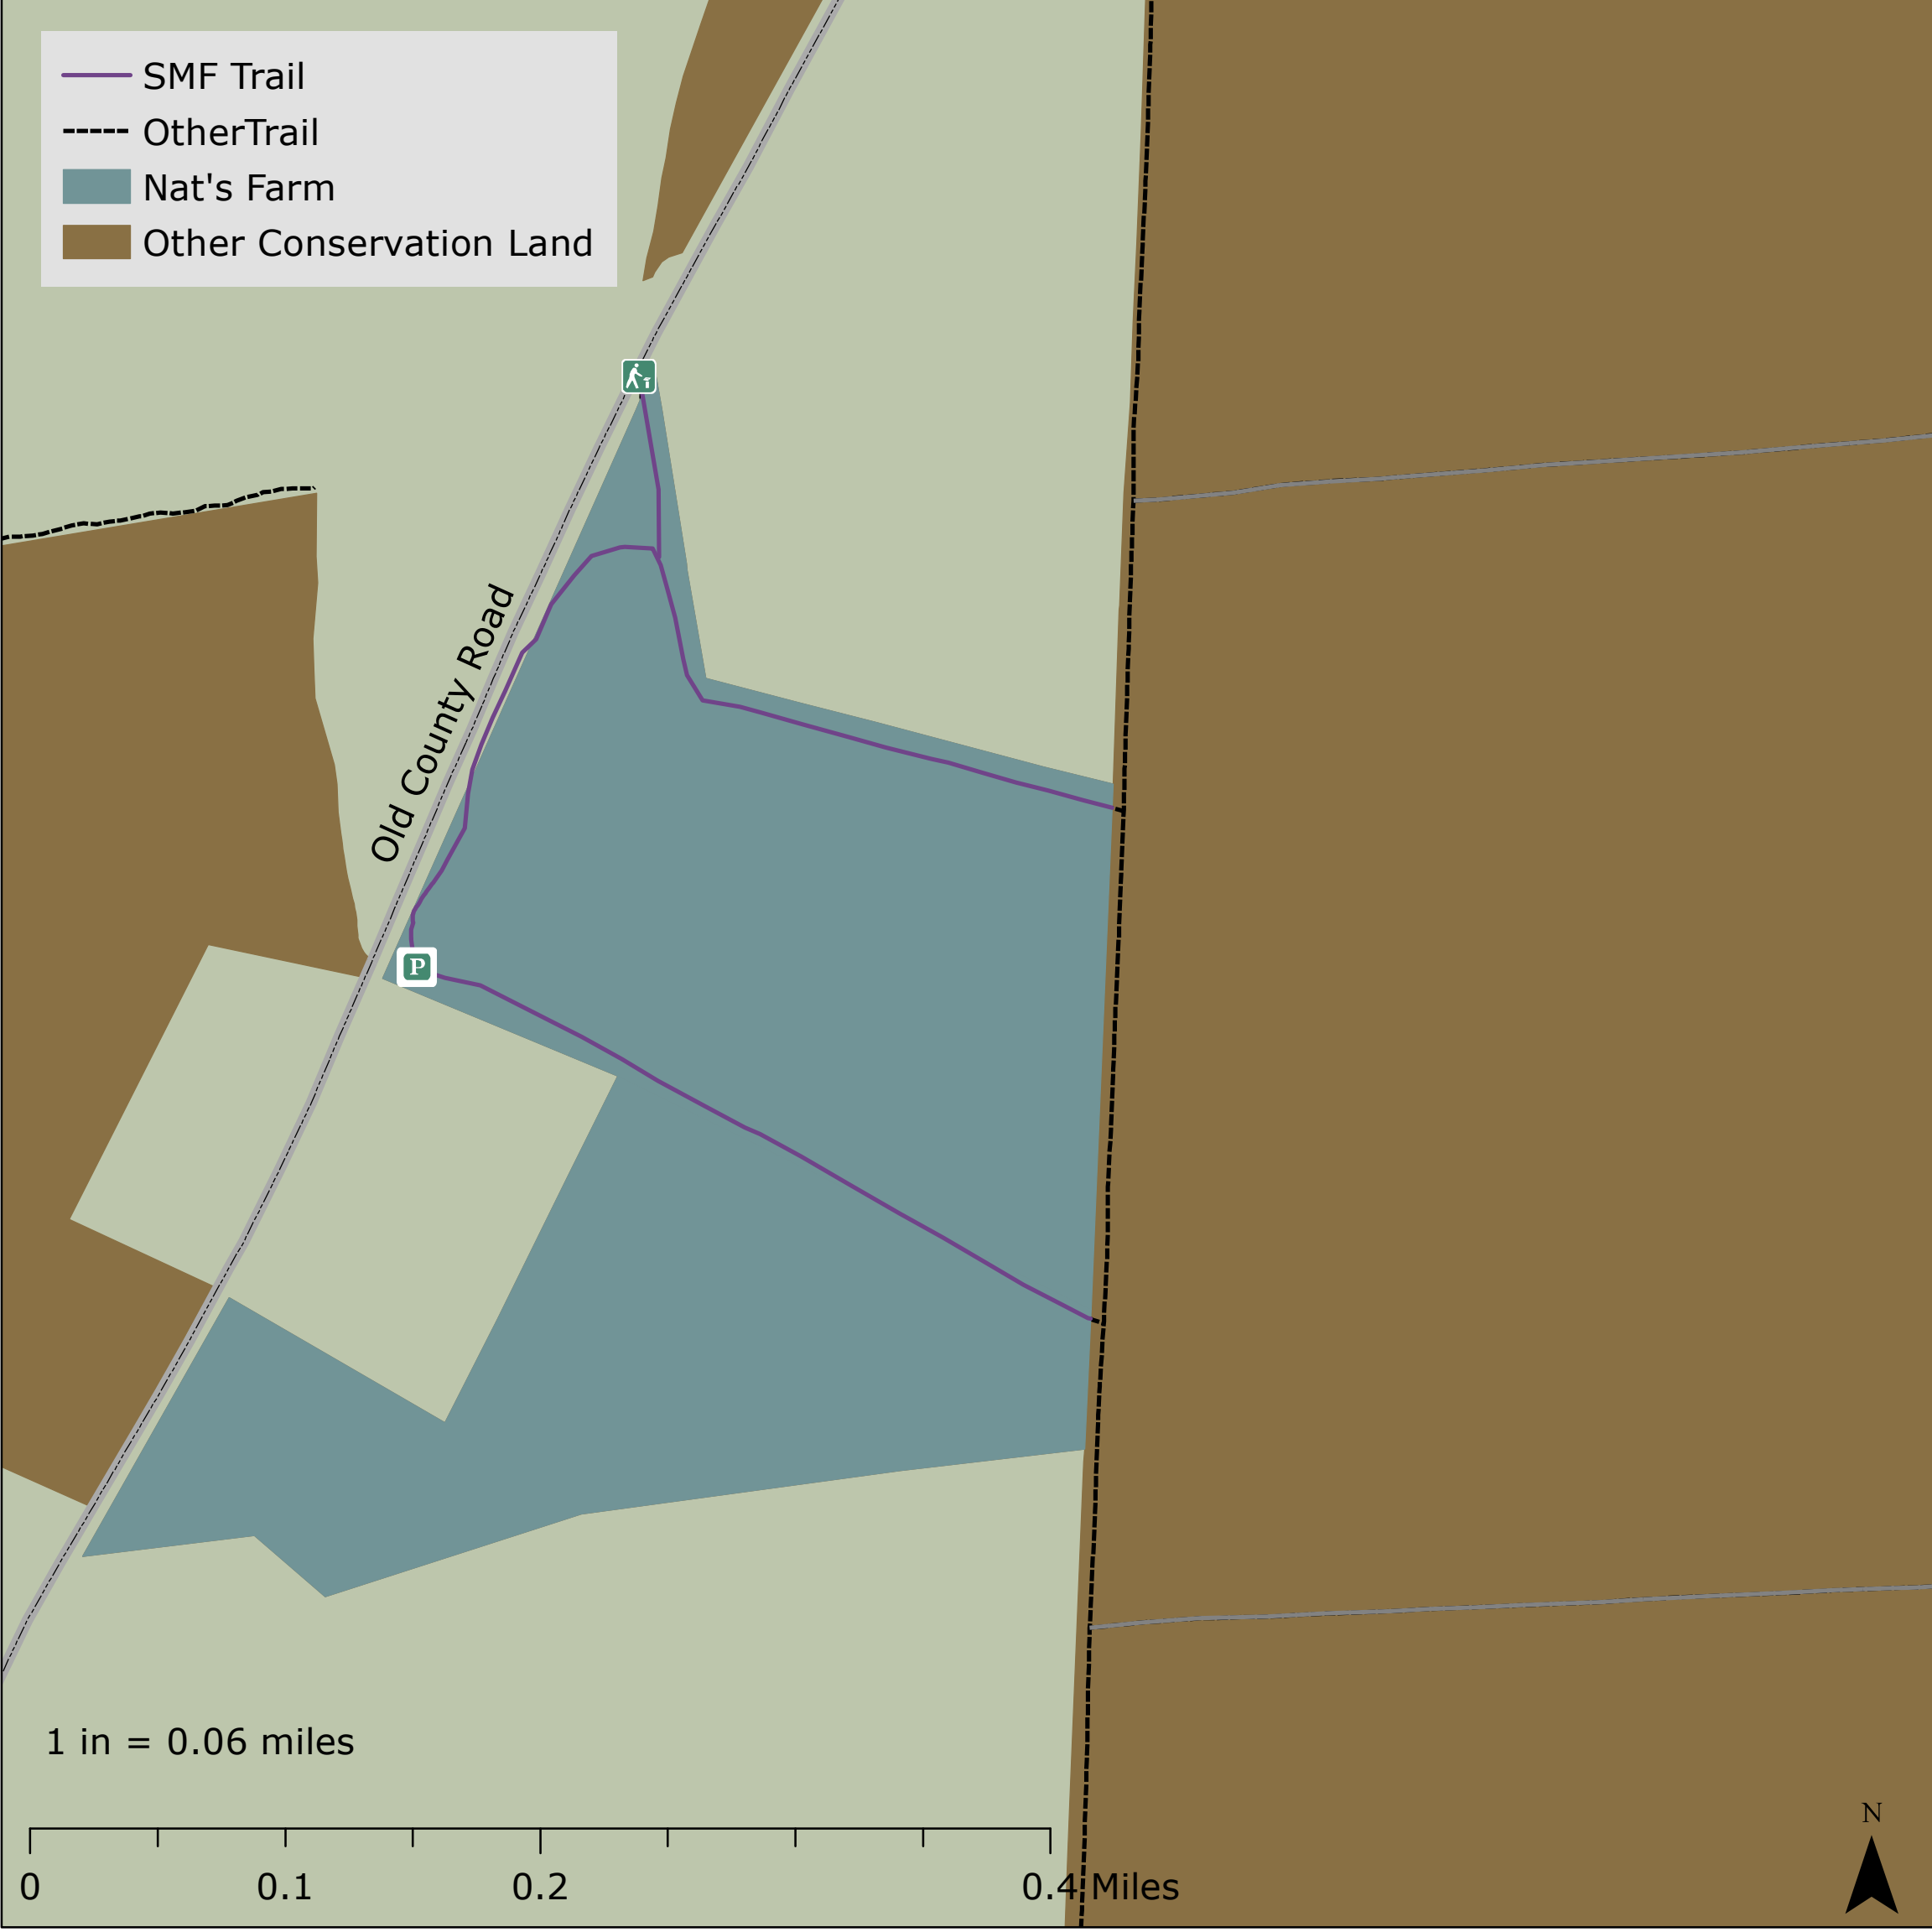 SMF Trail
OtherTrail
Nat's Farm
Other Conservation Land
Old County Road
P
1 in = 0.06 miles
0 0.1 0.2 0.4 Miles
N